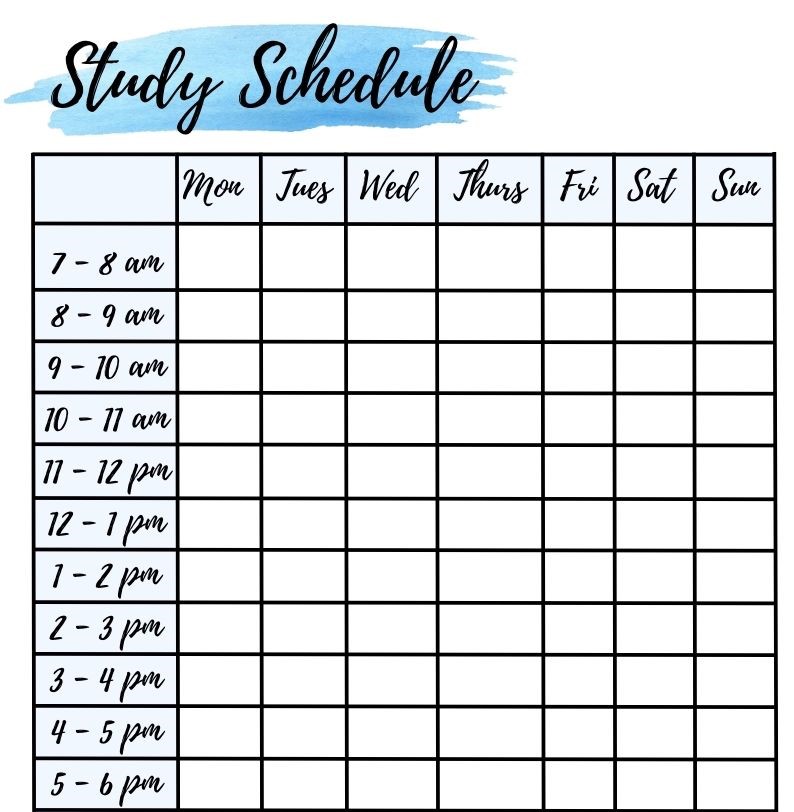 Study Schedule
Mon Tues Wed Thurs Fri Sat Sun
7 - 8 am
8 - 9 am
9 - 10 am
10 - 11 am
11 - 12 pm
12 - 1 pm
1 - 2 pm
2 - 3 pm
3 - 4 pm
4 - 5 pm
5 - 6 pm